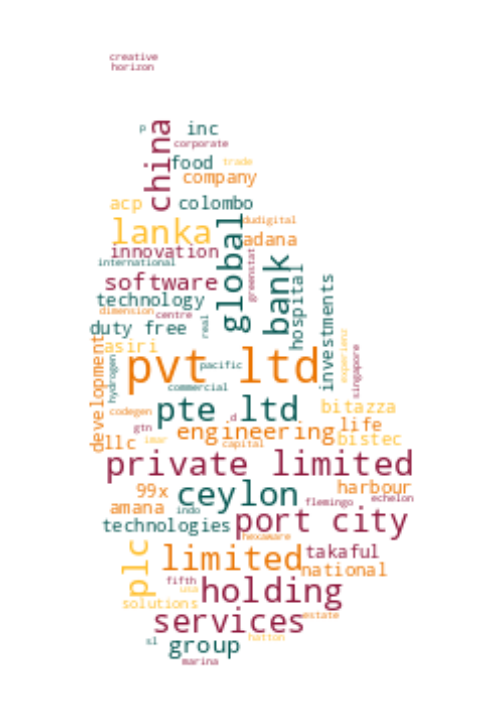 creative
horizon
p
inc
china
corporate
food
trade
company
acp
colombo
lanka
global
dudigital
adana
innovation
international
greenstat
bank
hospital
software
technology
investments
dimension
centre
duty free
real
asiri
development
hydrogen
pvt ltd
pacific
commercial
experienz
singapore
codegen
pte ltd
d
bitazza
gtn
engineering
life
llc
imar
capital
bistec
private limited
99x
ceylon
harbour
echelon
amana
indo
flemingo
technologies
port city
hexaware
plc
limited
takaful
national
fifth
usa
holding
solutions
services
estate
sl
group
hatton
marina